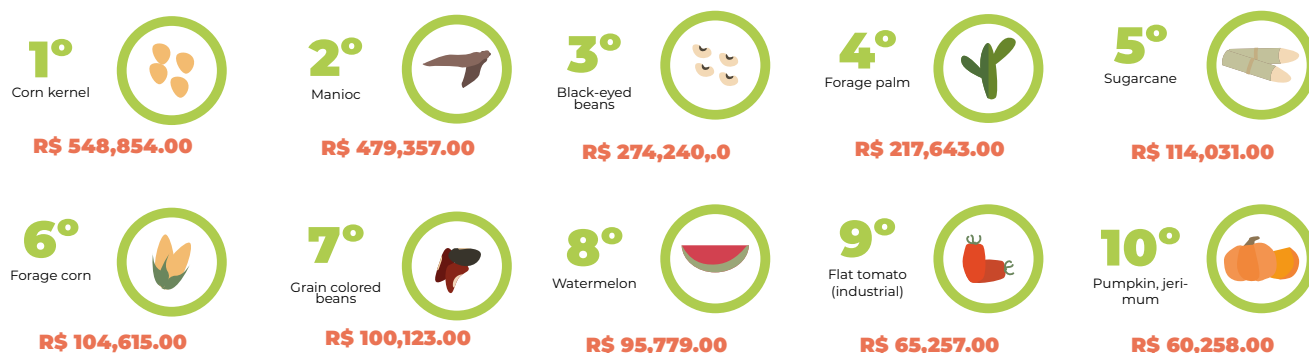 1º
Corn kernel
R$ 548,854.00
2º
Manioc
R$ 479,357.00
3º
Black-eyed
beans
R$ 274,240,.0
4º
Forage palm
R$ 217,643.00
5º
Sugarcane
R$ 114,031.00
6º
Forage corn
R$ 104,615.00
7º
Grain colored
beans
R$ 100,123.00
8º
Watermelon
R$ 95,779.00
9º
Flat tomato
(industrial)
R$ 65,257.00
10º
Pumpkin, jeri-
mum
R$ 60,258.00